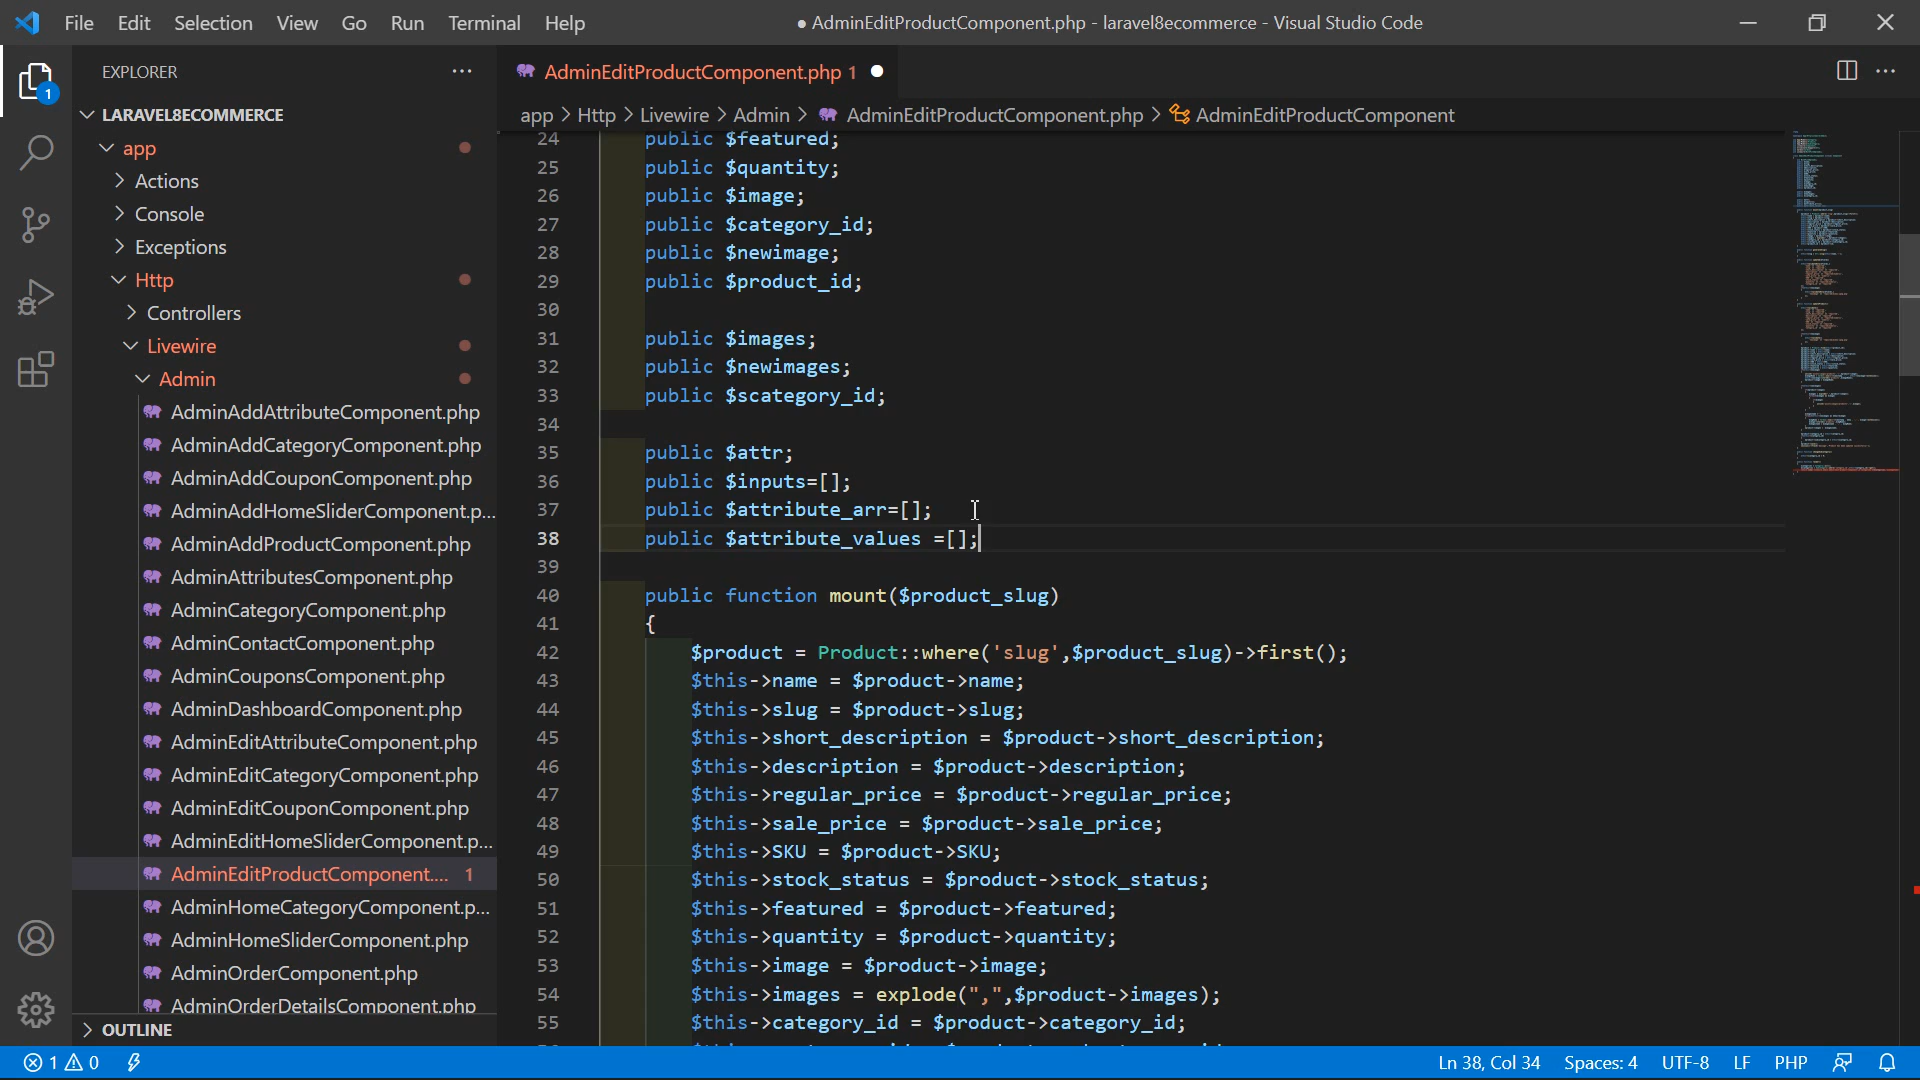 File Edit Selection View Go Run Terminal Help
● AdminEditProductComponent.php - laravel8ecommerce - Visual Studio Code
EXPLORER
AdminEditProductComponent.php 1
LARAVEL8ECOMMERCE
app > Http > Livewire > Admin > AdminEditProductComponent.php > AdminEditProductComponent
1
app
Actions
Console
Exceptions
Http
Controllers
Livewire
Admin
AdminAddAttributeComponent.php
AdminAddCategoryComponent.php
AdminAddCouponComponent.php
AdminAddHomeSliderComponent.p...
AdminAddProductComponent.php
AdminAttributesComponent.php
AdminCategoryComponent.php
AdminContactComponent.php
AdminCouponsComponent.php
AdminDashboardComponent.php
AdminEditAttributeComponent.php
AdminEditCategoryComponent.php
AdminEditCouponComponent.php
AdminEditHomeSliderComponent.p...
AdminEditProductComponent.... 1
AdminHomeCategoryComponent.p...
AdminHomeSliderComponent.php
AdminOrderComponent.php
AdminOrderDetailsComponent.php
OUTLINE
24 public $featured;
25 public $quantity;
26 public $image;
27 public $category_id;
28 public $newimage;
29 public $product_id;
30
31 public $images;
32 public $newimages;
33 public $scategory_id;
34
35 public $attr;
36 public $inputs=[];
37 public $attribute_arr=[];
38 public $attribute_values =[];
39
40 public function mount($product_slug)
41 {
42 $product = Product::where('slug',$product_slug)->first();
43 $this->name = $product->name;
44 $this->slug = $product->slug;
45 $this->short_description = $product->short_description;
46 $this->description = $product->description;
47 $this->regular_price = $product->regular_price;
48 $this->sale_price = $product->sale_price;
49 $this->SKU = $product->SKU;
50 $this->stock_status = $product->stock_status;
51 $this->featured = $product->featured;
52 $this->quantity = $product->quantity;
53 $this->image = $product->image;
54 $this->images = explode(",",$product->images);
55 $this->category_id = $product->category_id;
1 0 Ln 38, Col 34 Spaces: 4 UTF-8 LF PHP